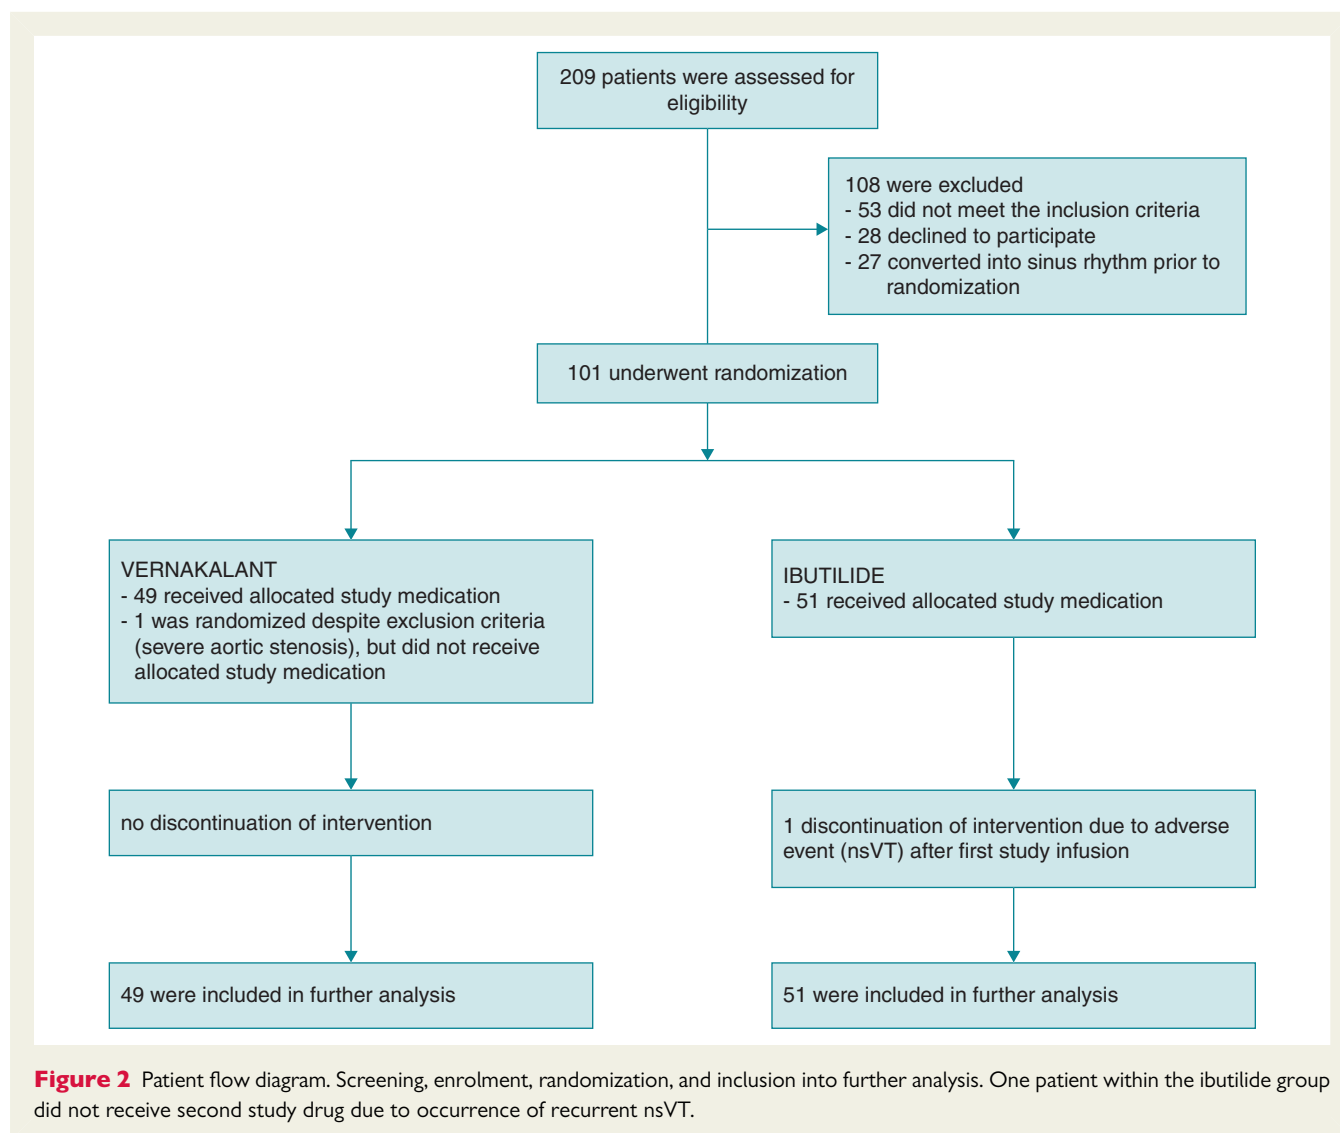 209 patients were assessed for
eligibility
108 were excluded
- 53 did not meet the inclusion criteria
- 28 declined to participate
- 27 converted into sinus rhythm prior to
randomization
101 underwent randomization
VERNAKALANT
- 49 received allocated study medication
- 1 was randomized despite exclusion criteria
(severe aortic stenosis), but did not receive
allocated study medication
IBUTILIDE
- 51 received allocated study medication
no discontinuation of intervention
1 discontinuation of intervention due to adverse
event (nsVT) after first study infusion
49 were included in further analysis
51 were included in further analysis
Figure 2 Patient flow diagram. Screening, enrolment, randomization, and inclusion into further analysis. One patient within the ibutilide group
did not receive second study drug due to occurrence of recurrent nsVT.